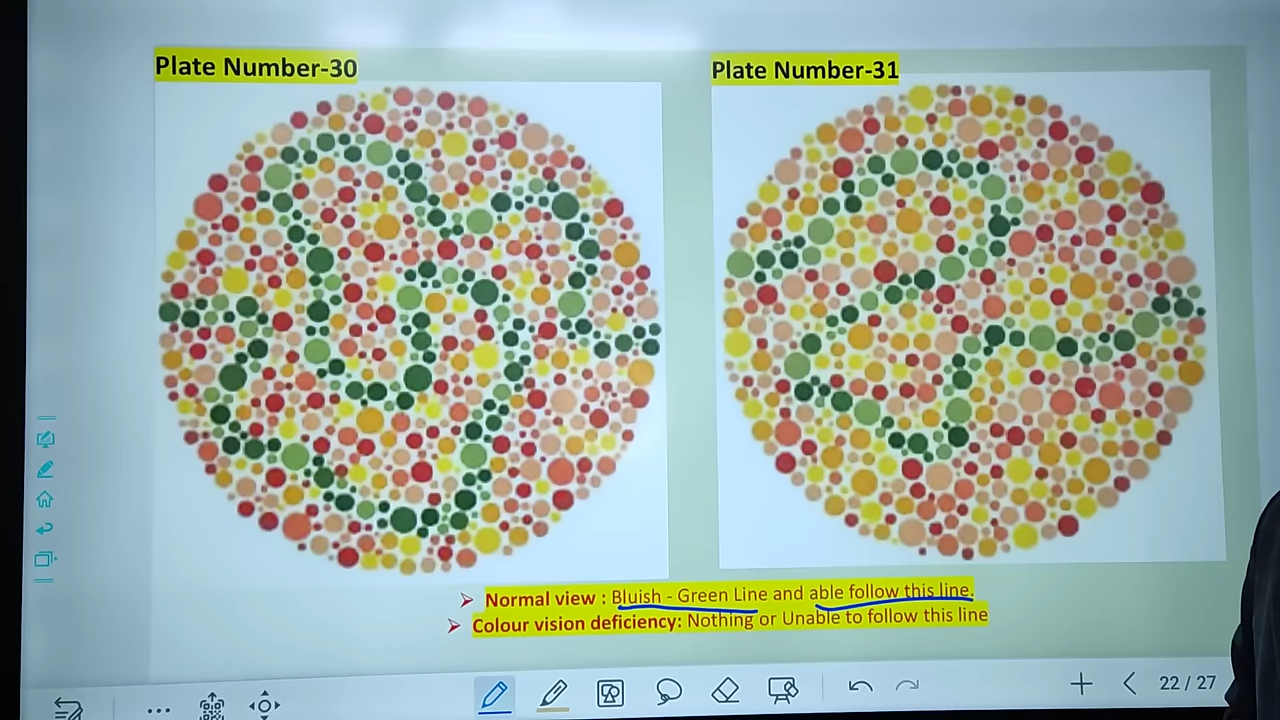 Plate Number-30
Plate Number-31
➤ Normal view : Bluish - Green Line and able follow this line.
➤ Colour vision deficiency: Nothing or Unable to follow this line
22 / 27